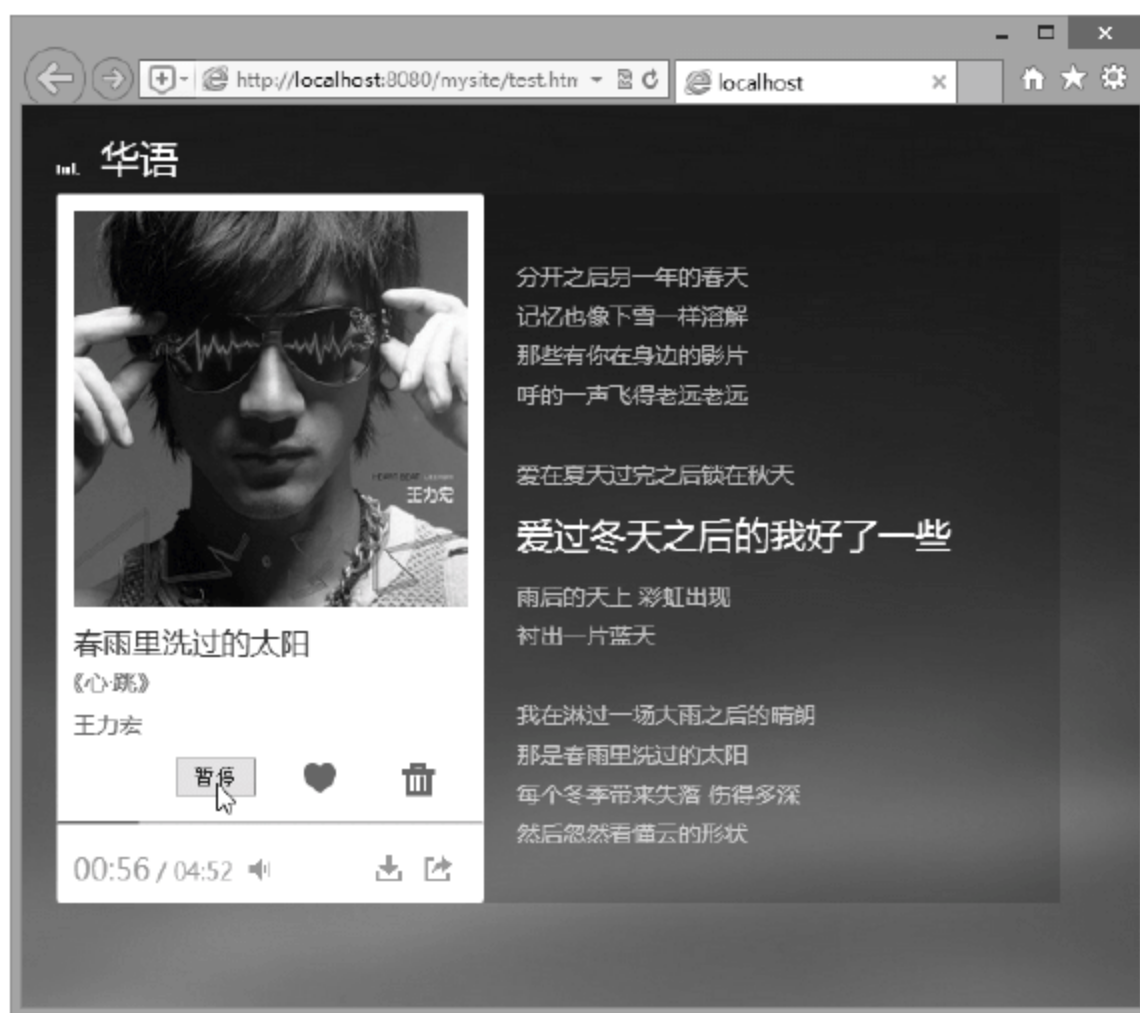 http://localhost:8080/mysite/test.htm
localhost
华语
HEART BEAT
王力宏
春雨里洗过的太阳
《心·跳》
王力宏
暂停
00:56 / 04:52
分开之后另一年的春天
记忆也像下雪一样溶解
那些有你在身边的影片
呼的一声飞得老远老远
爱在夏天过完之后锁在秋天
爱过冬天之后的我好了一些
雨后的天上 彩虹出现
衬出一片蓝天
我在淋过一场大雨之后的晴朗
那是春雨里洗过的太阳
每个冬季带来失落 伤得多深
然后忽然看懂云的形状